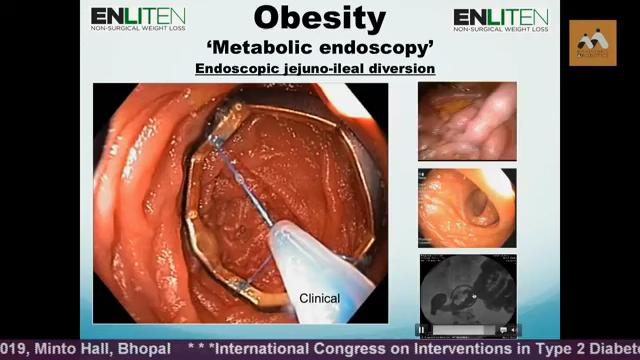 ENLITEN
NON-SURGICAL WEIGHT LOSS
Obesity
ENLITEN
NON-SURGICAL WEIGHT LOSS
'Metabolic endoscopy'
Endoscopic jejuno-ileal diversion
Clinical
019, Minto Hall, Bhopal * * *International Congress on Interventions in Type 2 Diabet